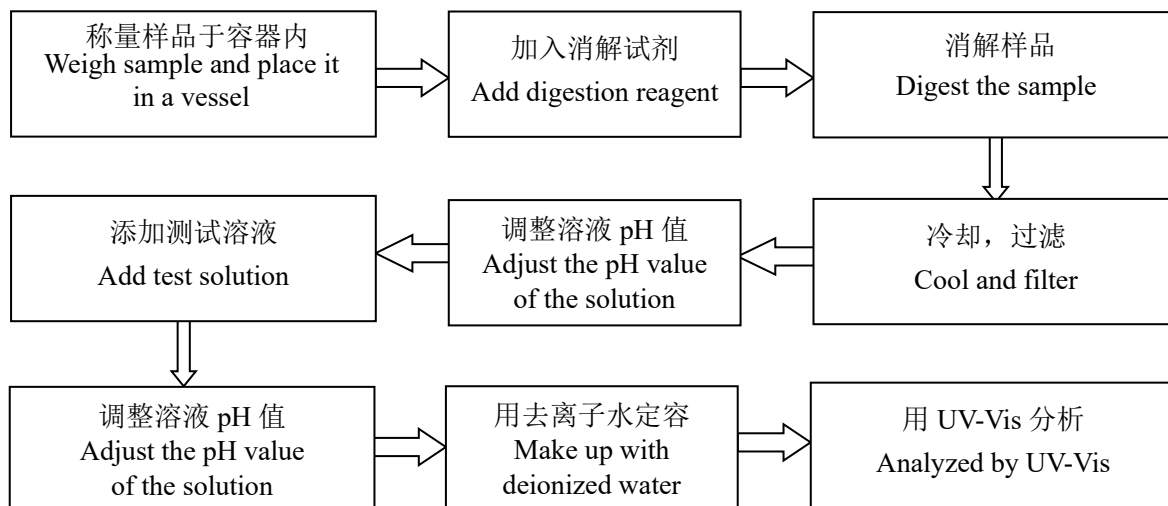 称量样品于容器内
Weigh sample and place it
in a vessel
加入消解试剂
Add digestion reagent
消解样品
Digest the sample
冷却，过滤
Cool and filter
调整溶液 pH 值
Adjust the pH value
of the solution
添加测试溶液
Add test solution
调整溶液 pH 值
Adjust the pH value
of the solution
用去离子水定容
Make up with
deionized water
用 UV-Vis 分析
Analyzed by UV-Vis